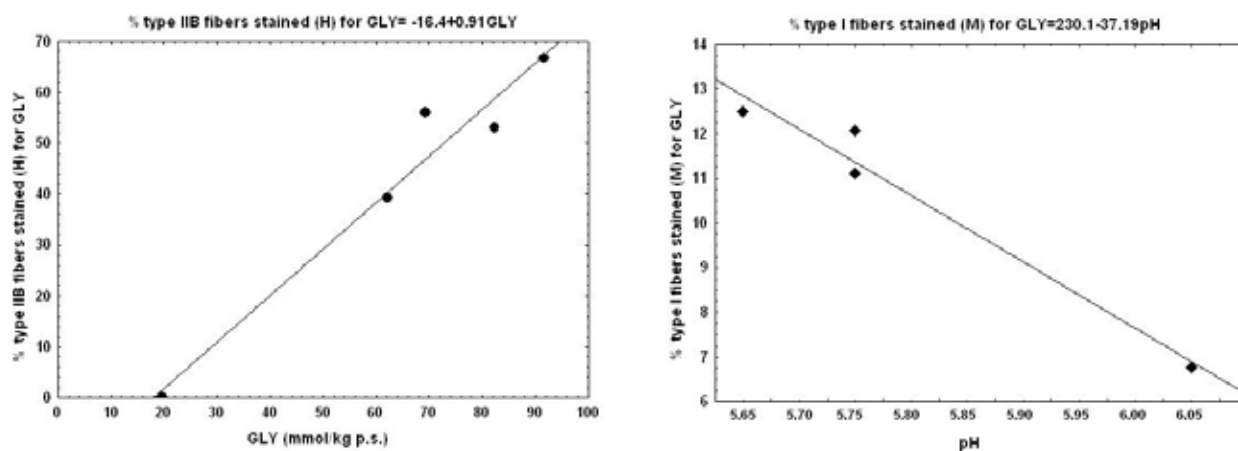 % type IIB fibers stained (H) for GLY= -16.4+0.91GLY
70
60
50
40
30
20
10
0
% type IIB fibers stained (H) for GLY
0 10 20 30 40 50 60 70 80 90 100
GLY (mmol/kg p.s.)
% type I fibers stained (M) for GLY=230.1-37.19pH
14
13
12
11
10
9
8
7
6
% type I fibers stained (M) for GLY
5.65 5.70 5.75 5.80 5.85 5.90 5.95 6.00 6.05
pH